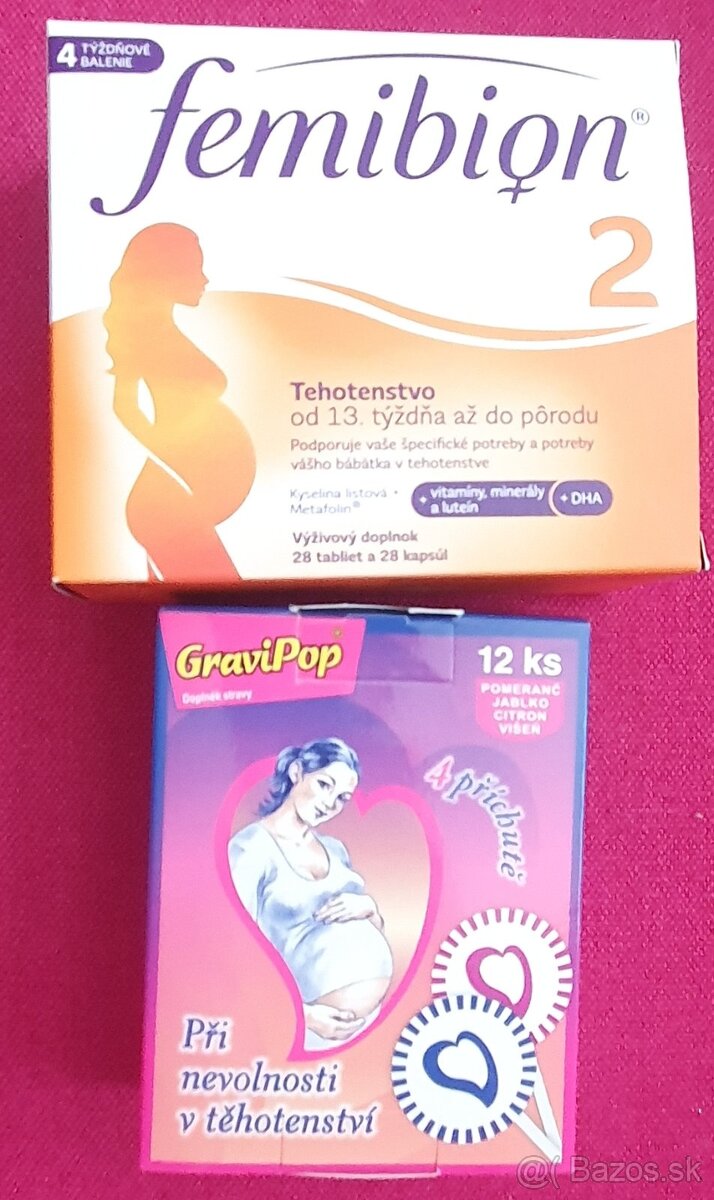 4 TÝŽDŇOVÉ
BALENIE
femibion®
2
Tehotenstvo
od 13. týždňa až do pôrodu
Podporuje vaše špecifické potreby a potreby
vášho bábätka v tehotenstve
Kyselina listová +
Metafolin®
+ vitamíny, minerály
a luteín
+ DHA
Výživový doplnok
28 tabliet a 28 kapsúl
GraviPop
Doplněk stravy
12 ks
POMERANČ
JABLKO
CITRON
VIŠEŇ
4 příchutě
Při
nevolnosti
v těhotenství
@( Bazos.sk